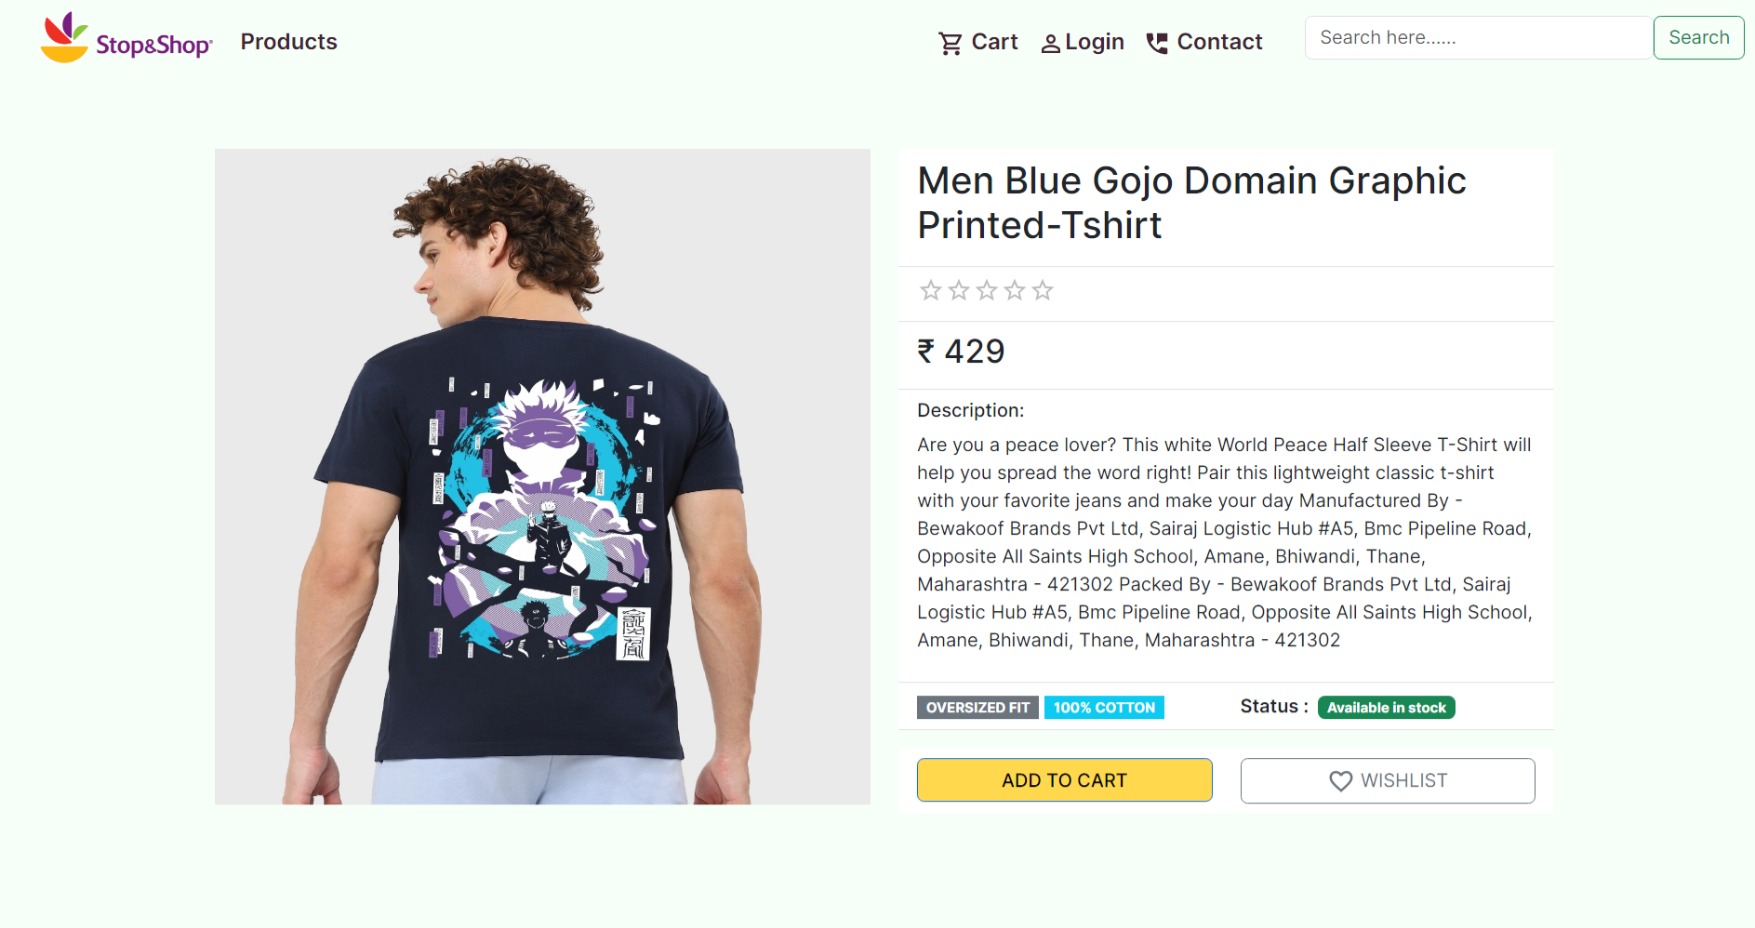 Stop&Shop
Products
Cart
Login
Contact
Search here......
Search
Men Blue Gojo Domain Graphic
Printed-Tshirt
₹ 429
Description:
Are you a peace lover? This white World Peace Half Sleeve T-Shirt will
help you spread the word right! Pair this lightweight classic t-shirt
with your favorite jeans and make your day Manufactured By -
Bewakoof Brands Pvt Ltd, Sairaj Logistic Hub #A5, Bmc Pipeline Road,
Opposite All Saints High School, Amane, Bhiwandi, Thane,
Maharashtra - 421302 Packed By - Bewakoof Brands Pvt Ltd, Sairaj
Logistic Hub #A5, Bmc Pipeline Road, Opposite All Saints High School,
Amane, Bhiwandi, Thane, Maharashtra - 421302
OVERSIZED FIT
100% COTTON
Status :
Available in stock
ADD TO CART
WISHLIST